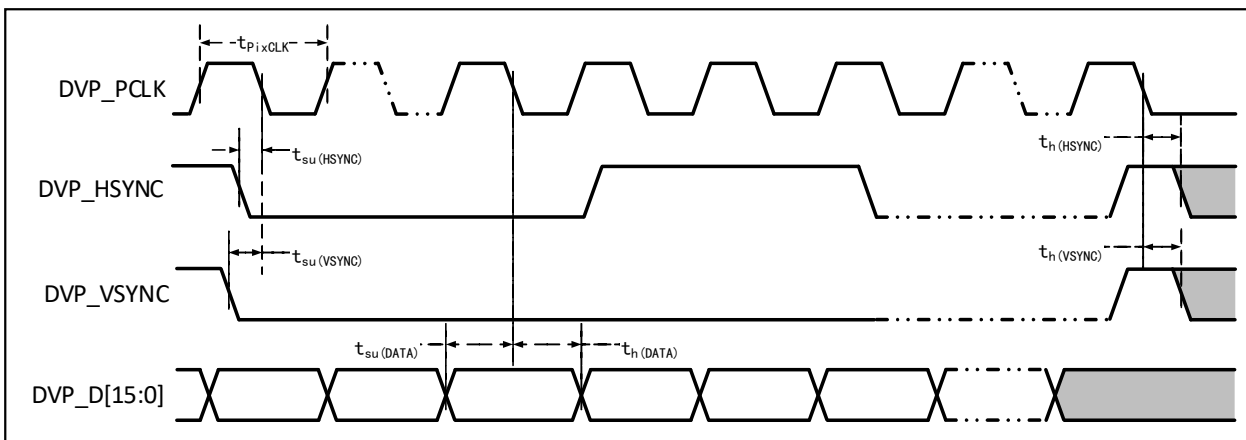 tPixCLK
DVP_PCLK
tsu(HSYNC)
th(HSYNC)
DVP_HSYNC
tsu(VSYNC)
th(VSYNC)
DVP_VSYNC
tsu(DATA)
th(DATA)
DVP_D[15:0]